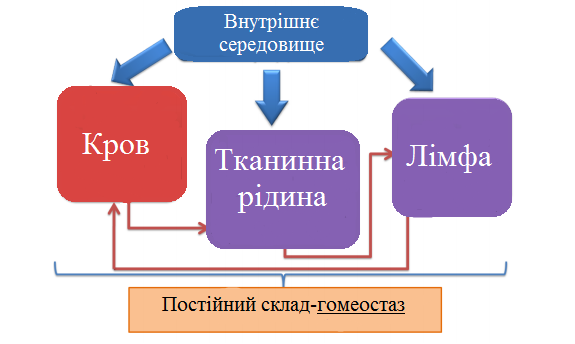 Внутрішнє
середовище
Кров
Тканинна
рідина
Лімфа
Постійний склад-гомеостаз